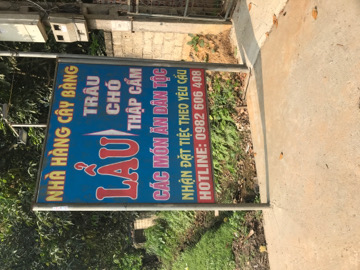 NHÀ HÀNG CÂY BÀNG
LẨU
TRÂU
CHÓ
THẬP CẨM
CÁC MÓN ĂN DÂN TỘC
NHẬN ĐẶT TIỆC THEO YÊU CẦU
HOTLINE: 0982 606 408